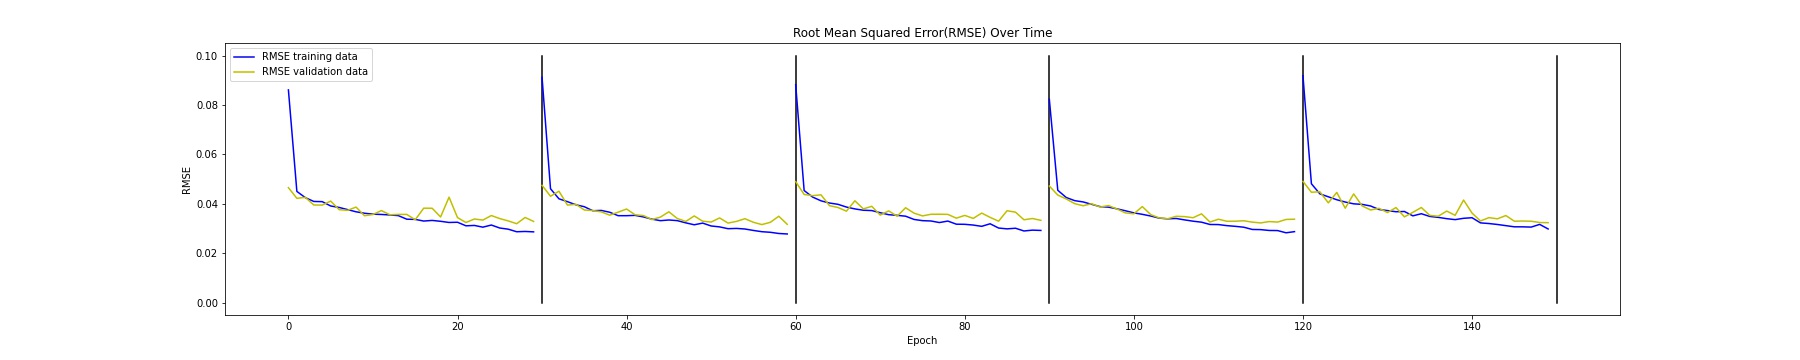 Root Mean Squared Error(RMSE) Over Time
RMSE training data
RMSE validation data
0.10
0.08
0.06
0.04
0.02
0.00
RMSE
0 20 40 60 80 100 120 140
Epoch